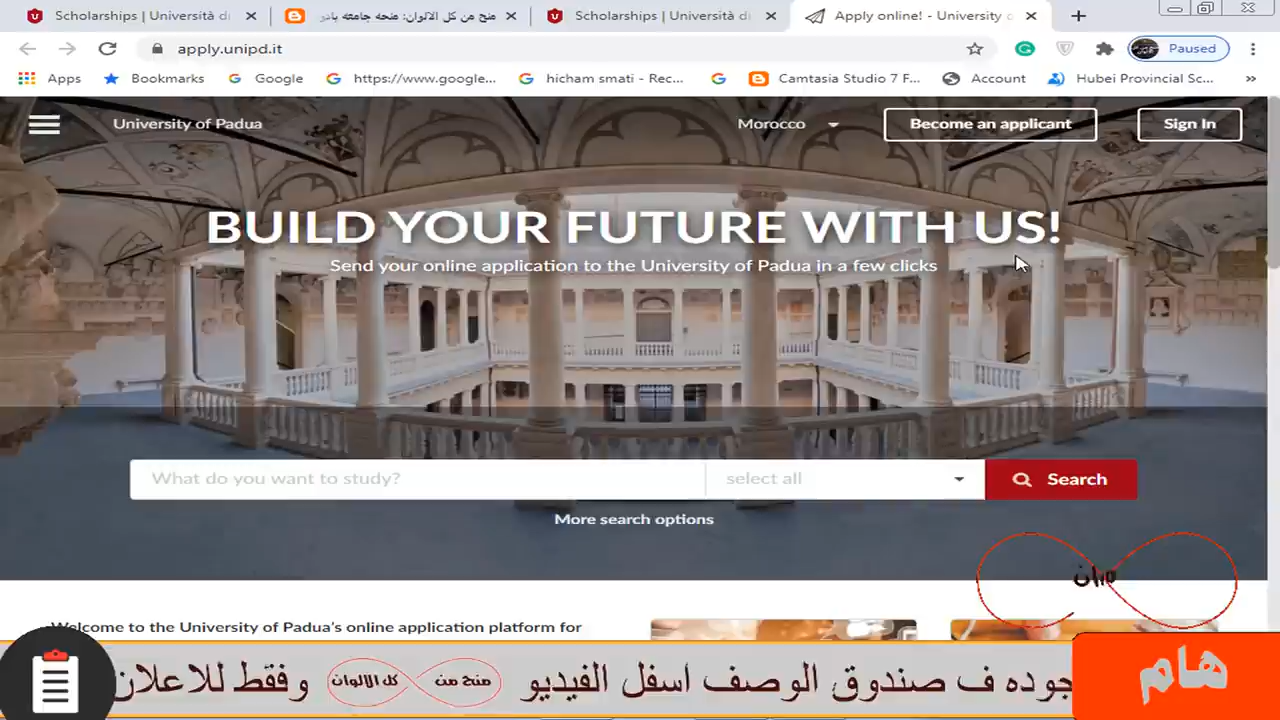 Scholarships | Università di
منح من كل الالوان: منحه جامعته بادو
Scholarships | Università di
Apply online! - University o
apply.unipd.it
Paused
Apps
Bookmarks
Google
https://www.google...
hicham smati - Rec...
Camtasia Studio 7 F...
Account
Hubei Provincial Sc...
»
University of Padua
Morocco
Become an applicant
Sign In
BUILD YOUR FUTURE WITH US!
Send your online application to the University of Padua in a few clicks
What do you want to study?
select all
Search
More search options
Welcome to the University of Padua's online application platform for
هام
جوده ف صندوق الوصف اسفل الفيديو
منح من
كل الالوان
وفقط للاعلان